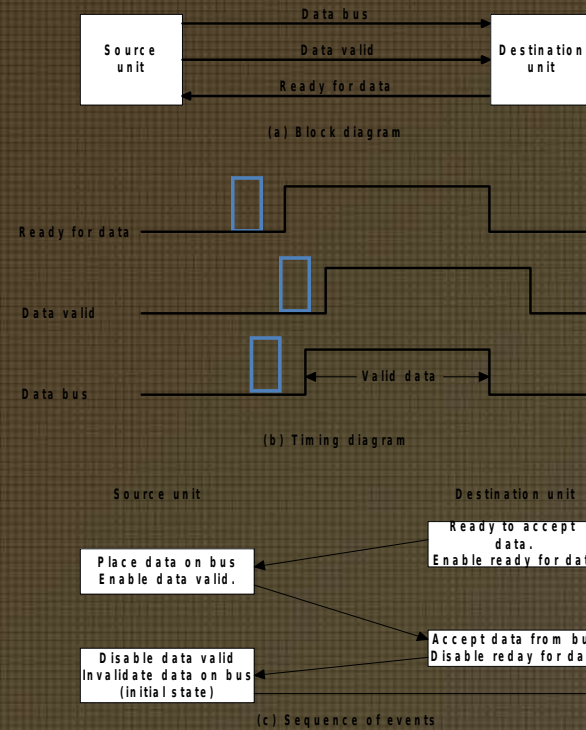 Data bus
Source
unit
Data valid
Destination
unit
Ready for data
(a) Block diagram
Ready for data
Data valid
Data bus
Valid data
(b) Timing diagram
Source unit
Destination unit
Ready to accept
data.
Enable ready for dat
Place data on bus
Enable data valid.
Accept data from bu
Disable reday for da
Disable data valid
Invalidate data on bus
(initial state)
(c) Sequence of events